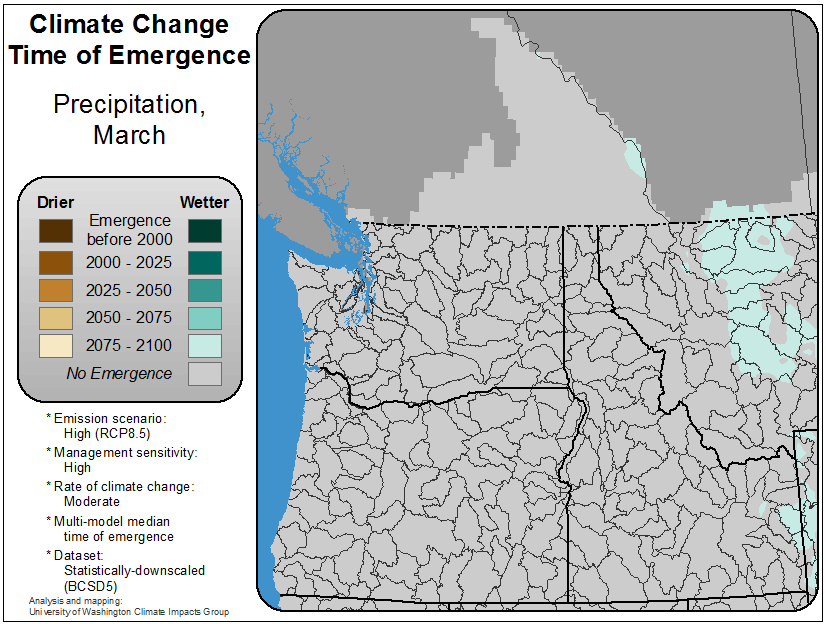 Climate Change
Time of Emergence
Precipitation,
March
Drier Wetter
Emergence
before 2000
2000 - 2025
2025 - 2050
2050 - 2075
2075 - 2100
No Emergence
* Emission scenario:
High (RCP8.5)
* Management sensitivity:
High
* Rate of climate change:
Moderate
* Multi-model median
time of emergence
* Dataset:
Statistically-downscaled
(BCSD5)
Analysis and mapping:
University of Washington Climate Impacts Group